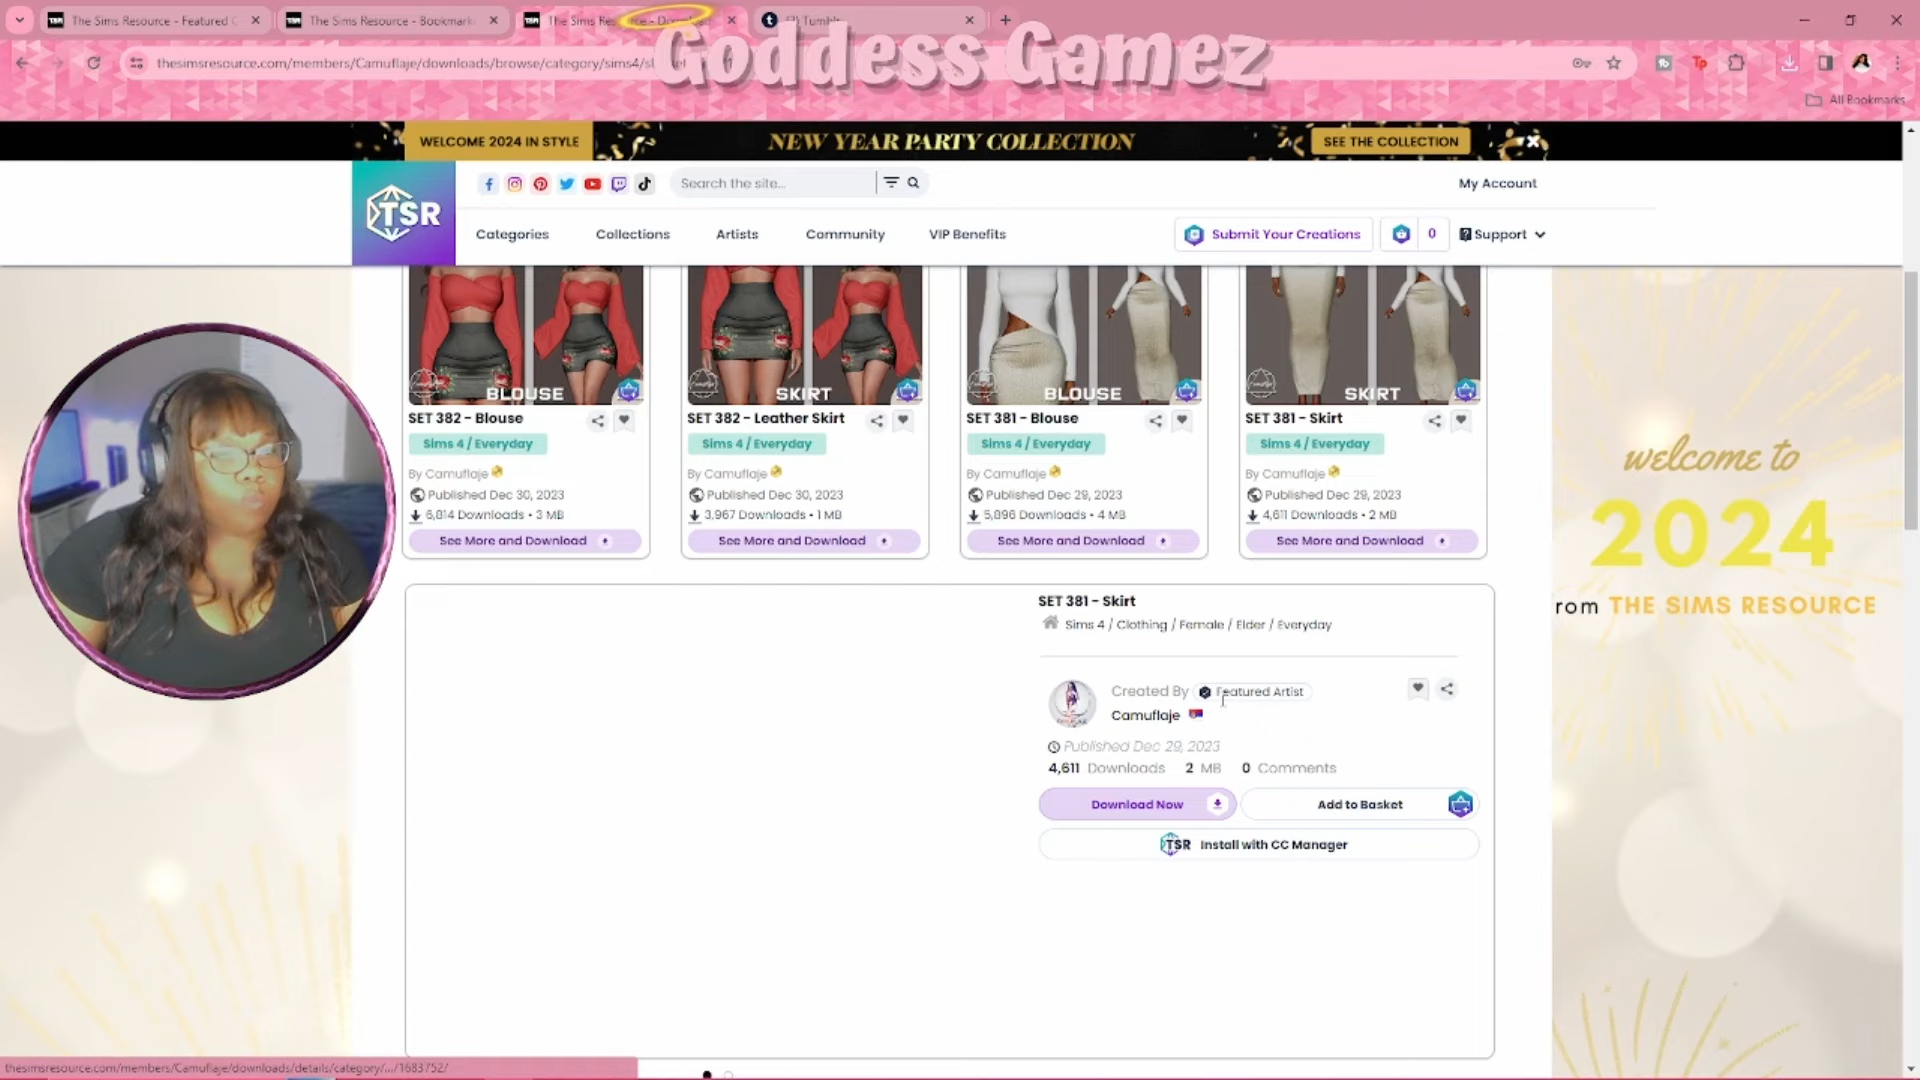 The Sims Resource - Featured C
The Sims Resource - Bookmark
The Sims Resource - Download
(?) Tumblr
Goddess Gamez
thesimsresource.com/members/Camuflaje/downloads/browse/category/sims4/
All Bookmarks
WELCOME 2024 IN STYLE
NEW YEAR PARTY COLLECTION
SEE THE COLLECTION
TSR
Search the site...
My Account
Categories
Collections
Artists
Community
VIP Benefits
Submit Your Creations
0
Support
BLOUSE
SKIRT
BLOUSE
SKIRT
SET 382 - Blouse
SET 382 - Leather Skirt
SET 381 - Blouse
SET 381 - Skirt
Sims 4 / Everyday
Sims 4 / Everyday
Sims 4 / Everyday
Sims 4 / Everyday
By Camuflaje
By Camuflaje
By Camuflaje
By Camuflaje
Published Dec 30, 2023
Published Dec 30, 2023
Published Dec 29, 2023
Published Dec 29, 2023
6,814 Downloads • 3 MB
3,967 Downloads • 1 MB
5,896 Downloads • 4 MB
4,611 Downloads • 2 MB
See More and Download
See More and Download
See More and Download
See More and Download
welcome to
2024
rom THE SIMS RESOURCE
SET 381 - Skirt
Sims 4 / Clothing / Female / Elder / Everyday
Created By Featured Artist
Camuflaje
Published Dec 29, 2023
4,611 Downloads 2 MB 0 Comments
Download Now
Add to Basket
TSR Install with CC Manager
thesimsresource.com/members/Camuflaje/downloads/details/category/.../1683752/